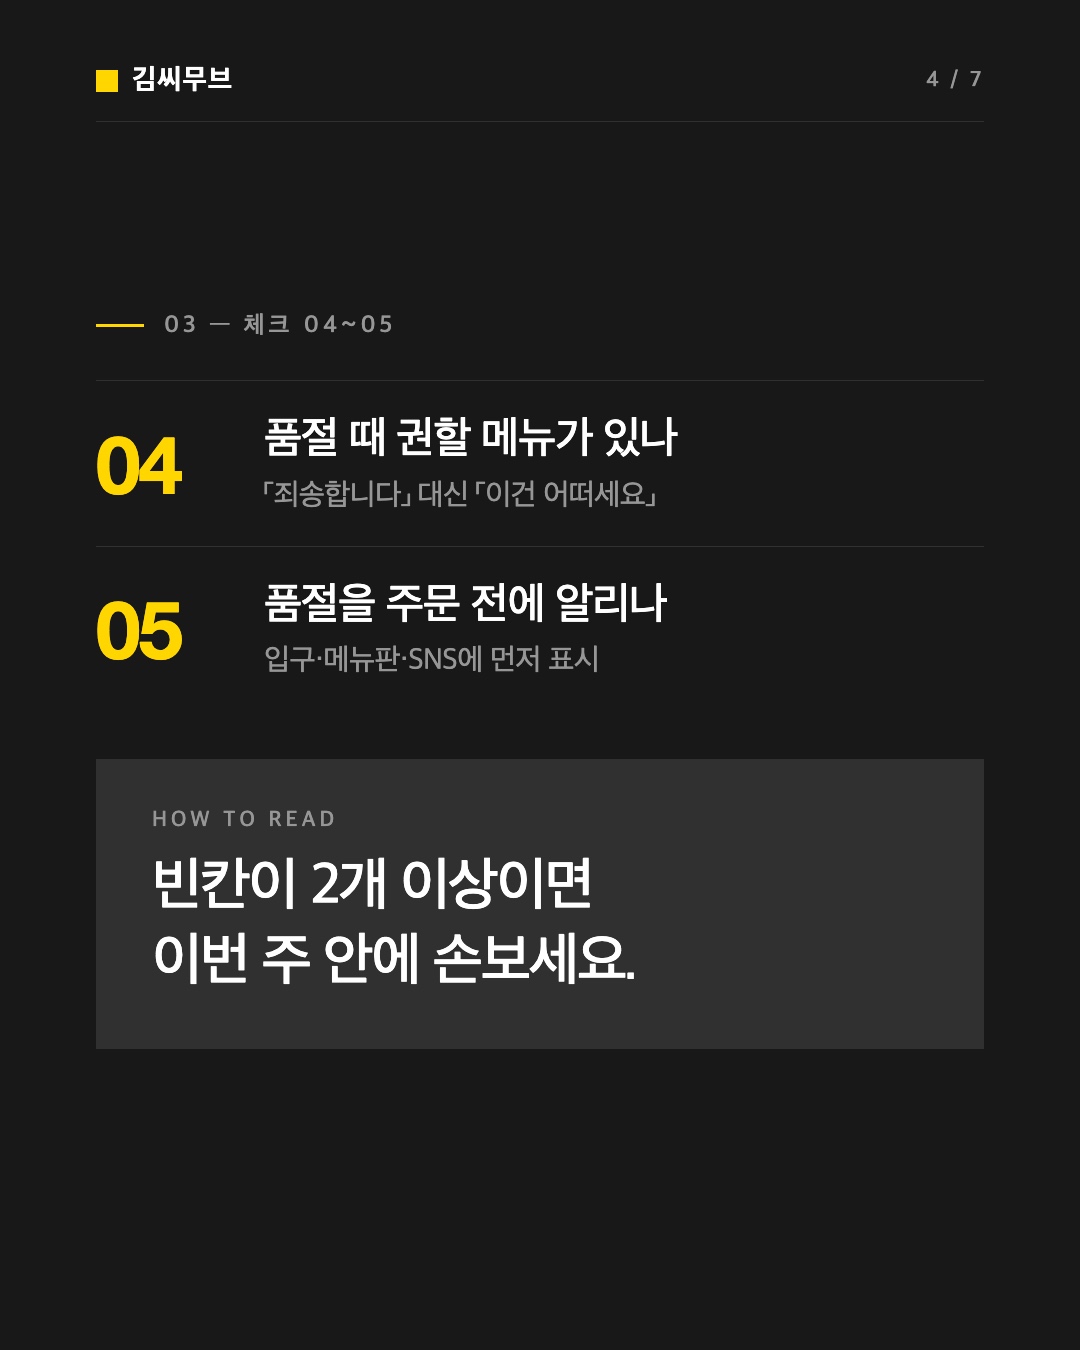 김씨무브
4 / 7
03 — 체크 04~05
04
품절 때 권할 메뉴가 있나
「죄송합니다」 대신 「이건 어떠세요」
05
품절을 주문 전에 알리나
입구·메뉴판·SNS에 먼저 표시
HOW TO READ
빈칸이 2개 이상이면
이번 주 안에 손보세요.